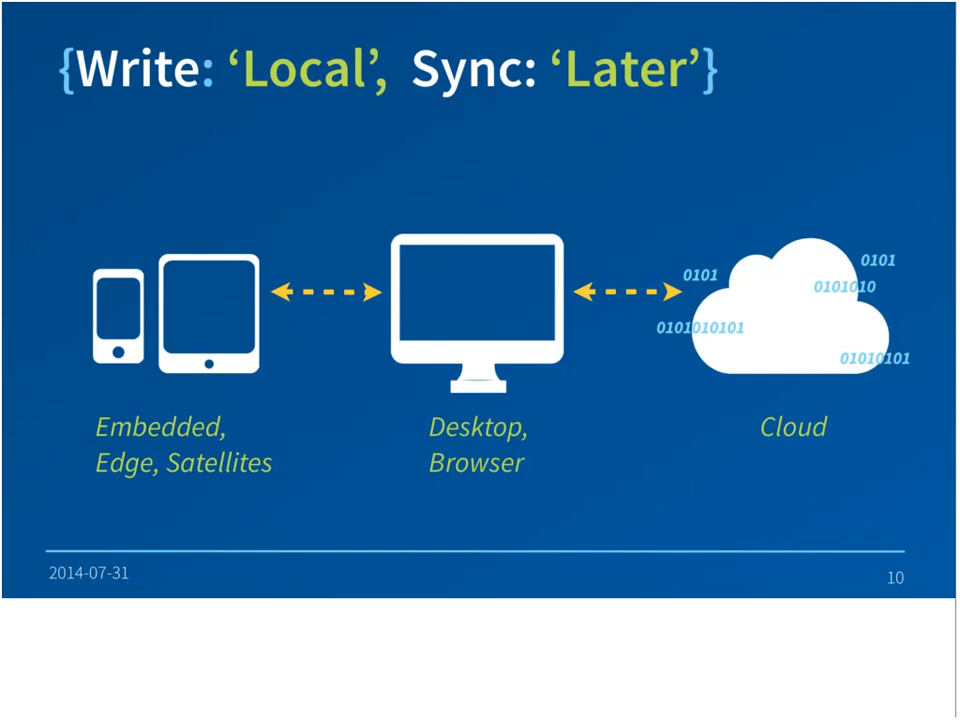 {Write: ‘Local’, Sync: ‘Later’}
0101
0101
0101010
0101010101
01010101
Embedded,
Edge, Satellites
Desktop,
Browser
Cloud
2014-07-31
10